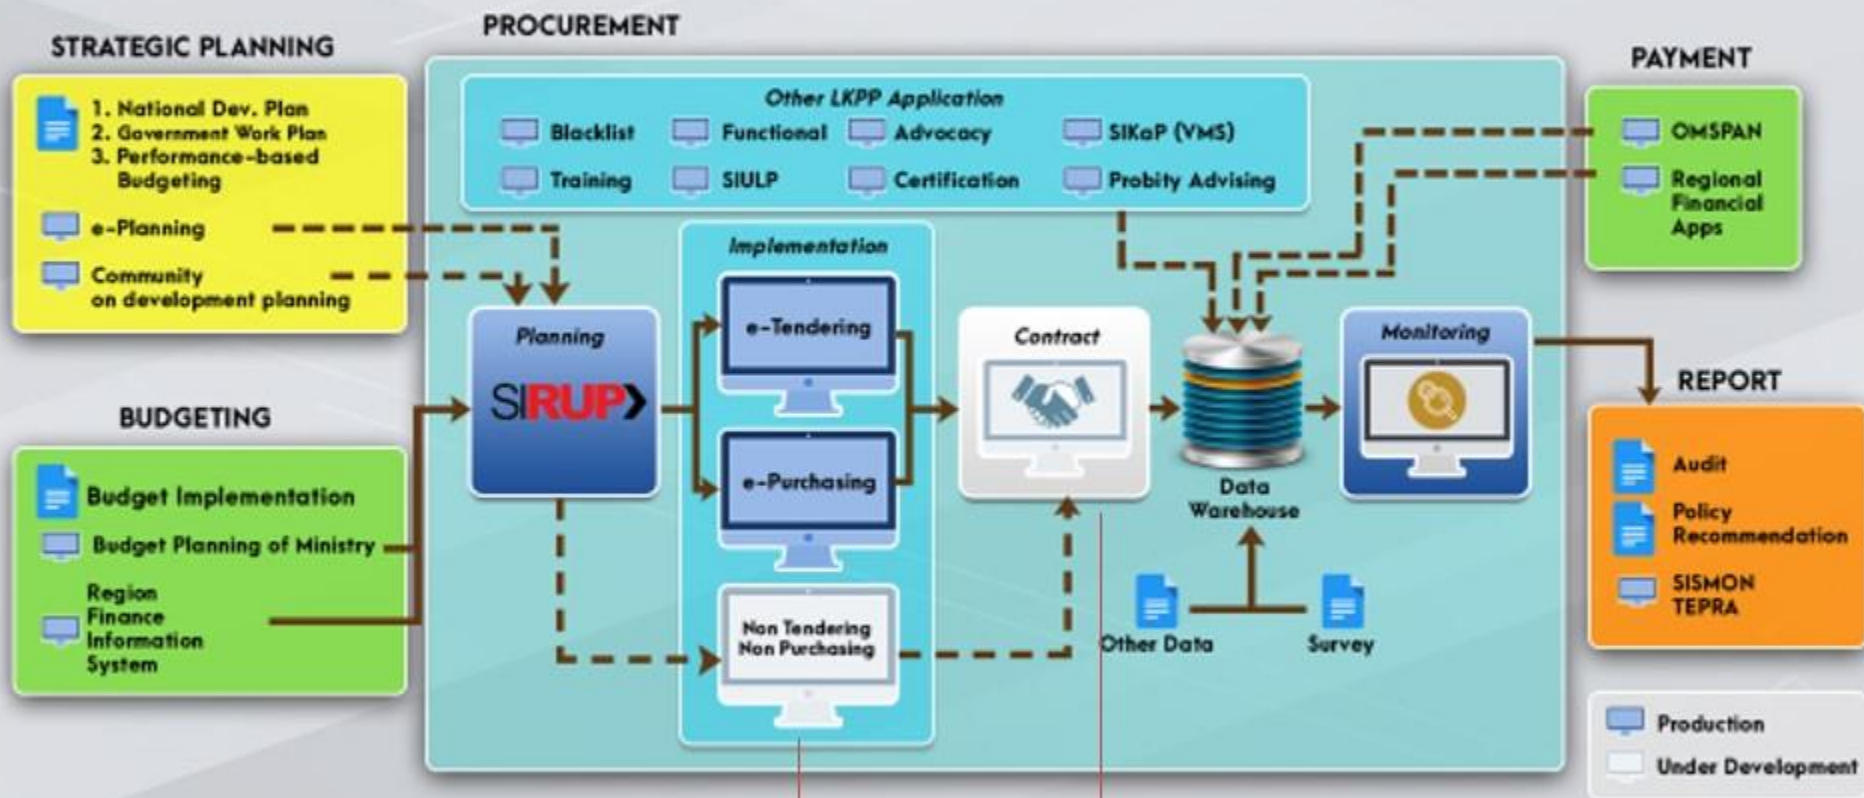 STRATEGIC PLANNING
1. National Dev. Plan
2. Government Work Plan
3. Performance-based
Budgeting
e-Planning
Community
on development planning
BUDGETING
Budget Implementation
Budget Planning of Ministry
Region
Finance
Information
System
PROCUREMENT
Other LKPP Application
Blacklist
Functional
Advocacy
SIKaP (VMS)
Training
SIULP
Certification
Probity Advising
Planning
SIRUP
Implementation
e-Tendering
e-Purchasing
Non Tendering
Non Purchasing
Contract
Data
Warehouse
Other Data
Survey
Monitoring
PAYMENT
OMSPAN
Regional
Financial
Apps
REPORT
Audit
Policy
Recommendation
SISMON
TEPRA
Production
Under Development